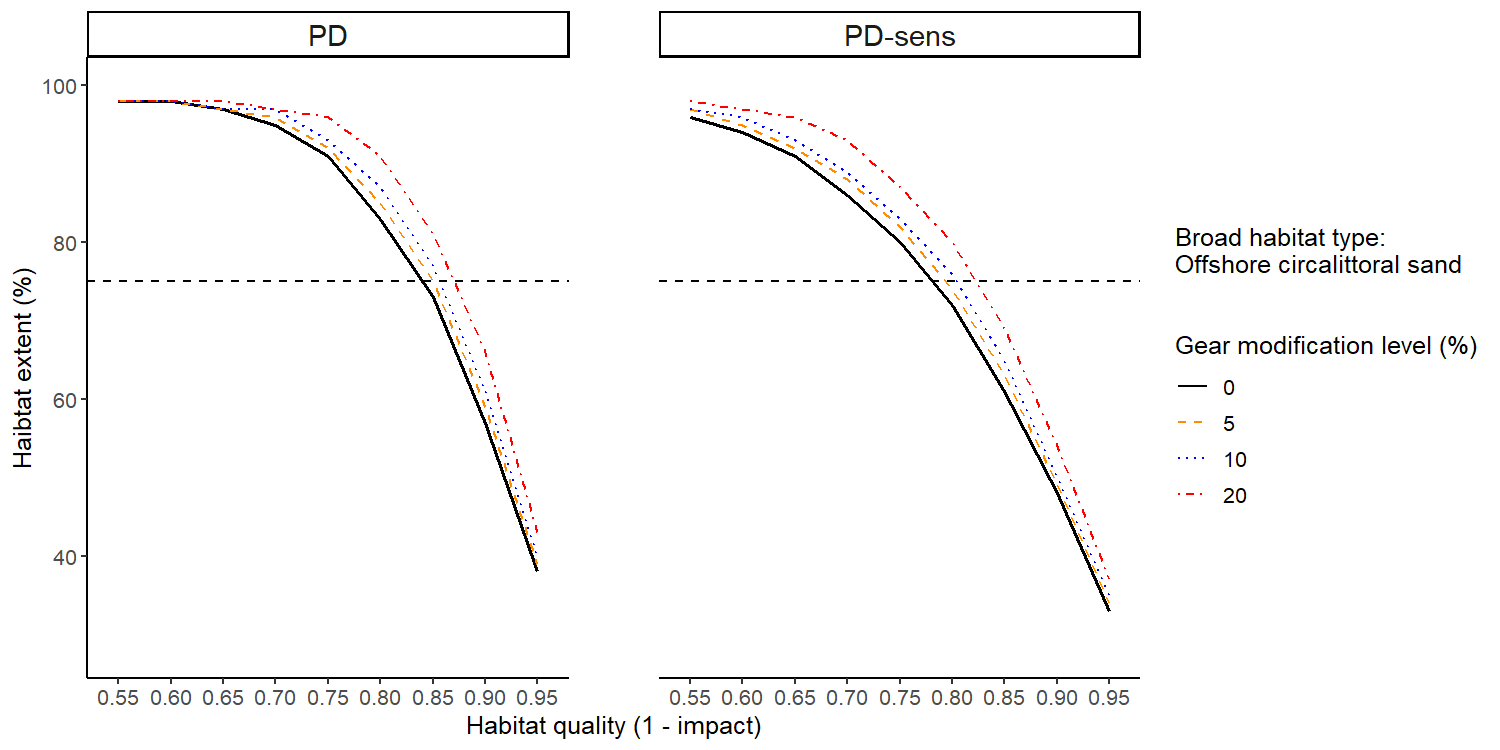 PD
PD-sens
100
80
60
40
Haibtat extent (%)
0.55 0.60 0.65 0.70 0.75 0.80 0.85 0.90 0.95
0.55 0.60 0.65 0.70 0.75 0.80 0.85 0.90 0.95
Habitat quality (1 - impact)
Broad habitat type:
Offshore circalittoral sand
Gear modification level (%)
0
5
10
20